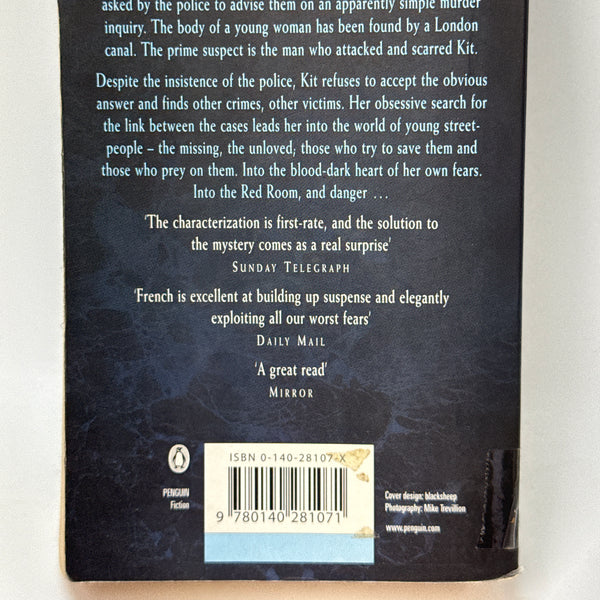 asked by the police to advise them on an apparently simple murder
inquiry. The body of a young woman has been found by a London
canal. The prime suspect is the man who attacked and scarred Kit.
Despite the insistence of the police, Kit refuses to accept the obvious
answer and finds other crimes, other victims. Her obsessive search for
the link between the cases leads her into the world of young street-
people – the missing, the unloved; those who try to save them and
those who prey on them. Into the blood-dark heart of her own fears.
Into the Red Room, and danger …
‘The characterization is first-rate, and the solution to
the mystery comes as a real surprise’
SUNDAY TELEGRAPH
‘French is excellent at building up suspense and elegantly
exploiting all our worst fears’
DAILY MAIL
‘A great read’
MIRROR
ISBN 0-140-28107-X
9 780140 281071
PENGUIN
Fiction
Cover design: blacksheep
Photography: Mike Trevillion
www.penguin.com